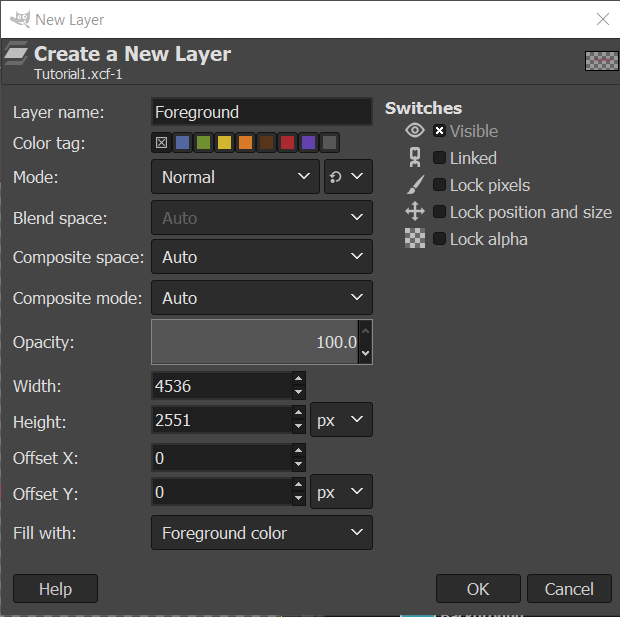 New Layer
Create a New Layer
Tutorial1.xcf-1
Layer name: Foreground
Color tag:
Mode: Normal
Blend space: Auto
Composite space: Auto
Composite mode: Auto
Opacity: 100.0
Width: 4536
Height: 2551 px
Offset X: 0
Offset Y: 0 px
Fill with: Foreground color
Switches
Visible
Linked
Lock pixels
Lock position and size
Lock alpha
Help OK Cancel
Background